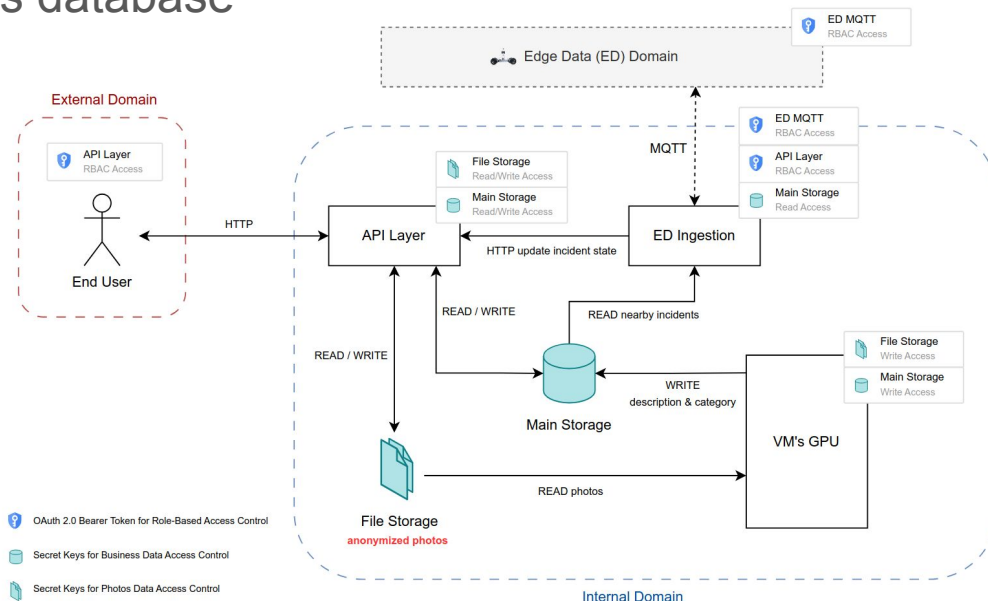 s database
ED MQTT
RBAC Access
Edge Data (ED) Domain
External Domain
API Layer
RBAC Access
End User
HTTP
MQTT
ED MQTT
RBAC Access
API Layer
RBAC Access
Main Storage
Read Access
File Storage
Read/Write Access
Main Storage
Read/Write Access
API Layer
HTTP update incident state
ED Ingestion
READ / WRITE
READ nearby incidents
READ / WRITE
Main Storage
WRITE
description & category
File Storage
Write Access
Main Storage
Write Access
VM's GPU
READ photos
File Storage
anonymized photos
OAuth 2.0 Bearer Token for Role-Based Access Control
Secret Keys for Business Data Access Control
Secret Keys for Photos Data Access Control
Internal Domain